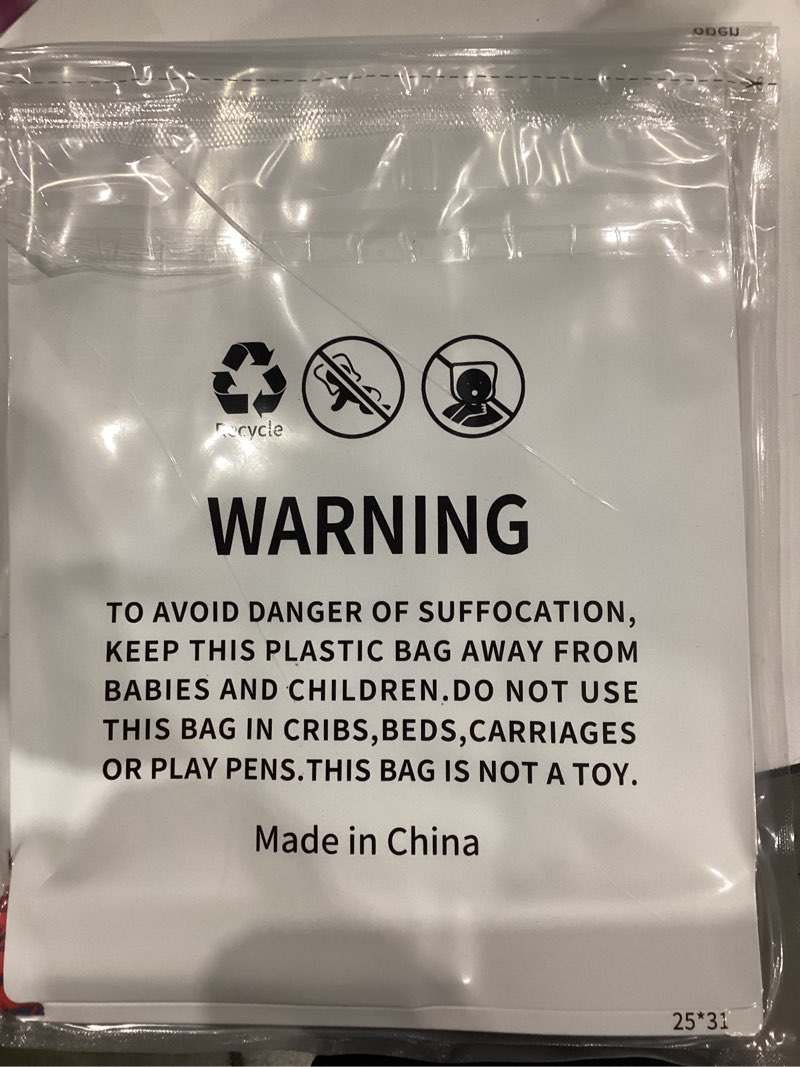 open
Recycle
WARNING
TO AVOID DANGER OF SUFFOCATION,
KEEP THIS PLASTIC BAG AWAY FROM
BABIES AND CHILDREN.DO NOT USE
THIS BAG IN CRIBS,BEDS,CARRIAGES
OR PLAY PENS.THIS BAG IS NOT A TOY.
Made in China
25*31